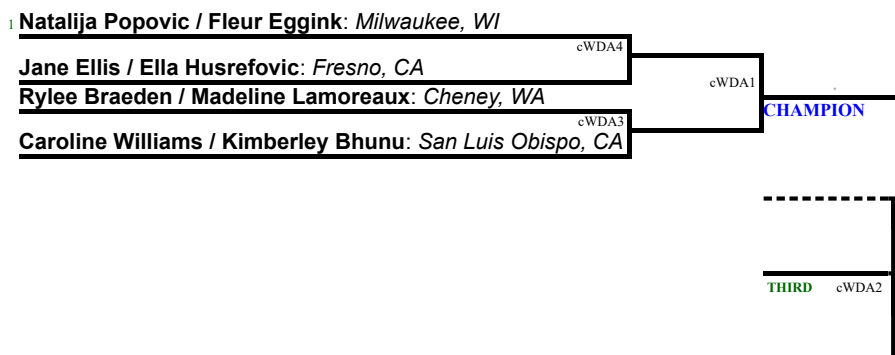 1 Natalija Popovic / Fleur Eggink: Milwaukee, WI
cWDA4
Jane Ellis / Ella Husrefovic: Fresno, CA
cWDA1
Rylee Braeden / Madeline Lamoreaux: Cheney, WA
CHAMPION
cWDA3
Caroline Williams / Kimberley Bhunu: San Luis Obispo, CA
THIRD cWDA2